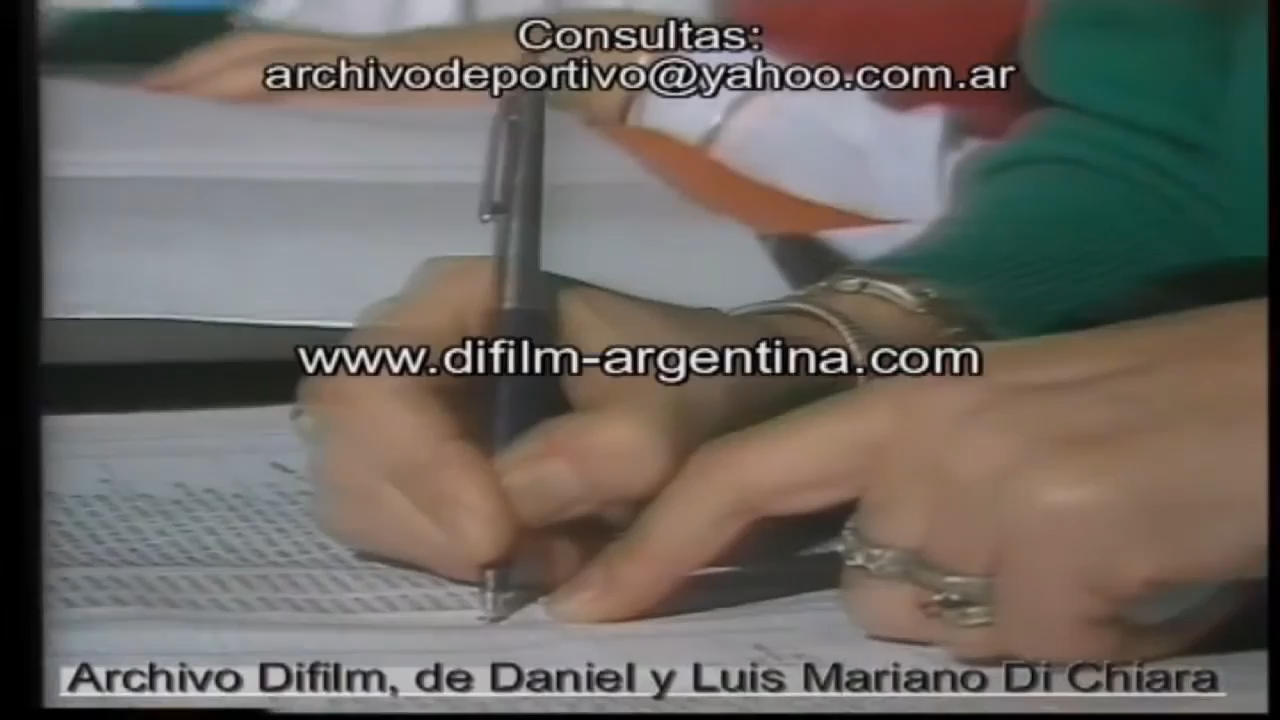 Consultas:
archivodeportivo@yahoo.com.ar
www.difilm-argentina.com
Archivo Difilm, de Daniel y Luis Mariano Di Chiara